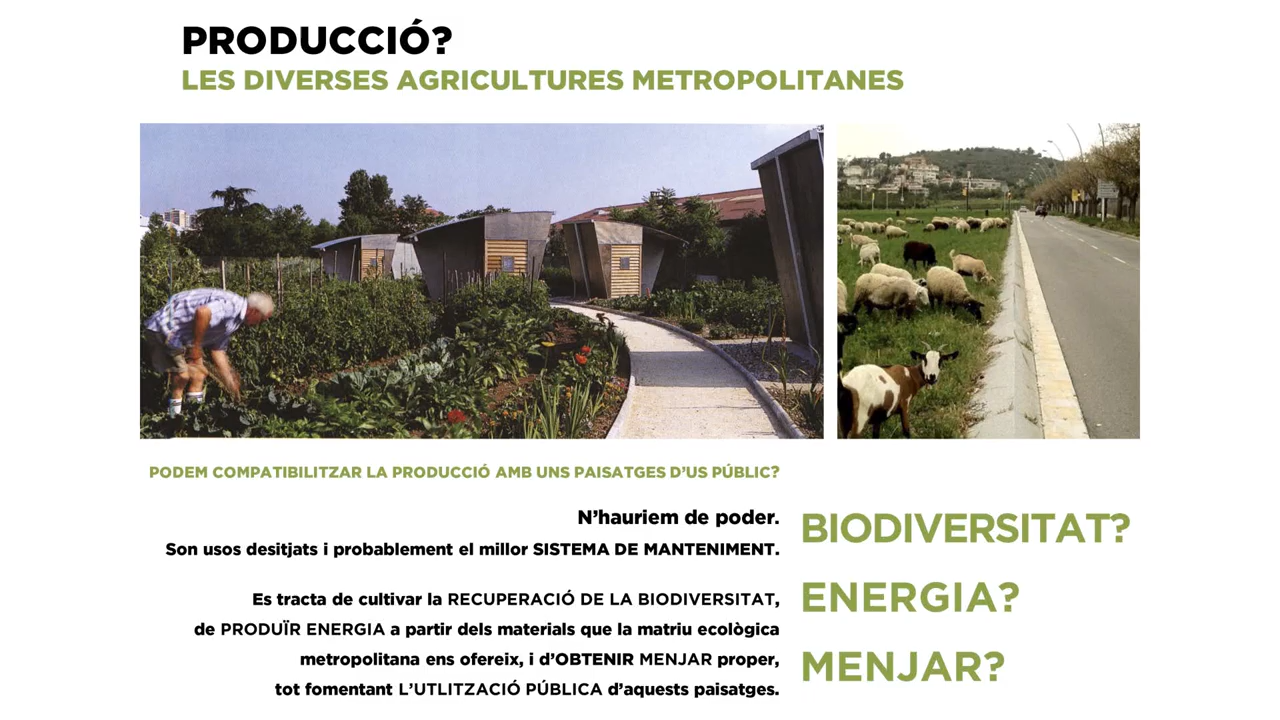 PRODUCCIÓ?
LES DIVERSES AGRICULTURES METROPOLITANES
PODEM COMPATIBILITZAR LA PRODUCCIÓ AMB UNS PAISATGES D'US PÚBLIC?
N'hauriem de poder.
Son usos desitjats i probablement el millor SISTEMA DE MANTENIMENT.
Es tracta de cultivar la RECUPERACIÓ DE LA BIODIVERSITAT,
de PRODUÏR ENERGIA a partir dels materials que la matriu ecològica
metropolitana ens ofereix, i d'OBTENIR MENJAR proper,
tot fomentant L'UTLITZACIÓ PÚBLICA d'aquests paisatges.
BIODIVERSITAT?
ENERGIA?
MENJAR?